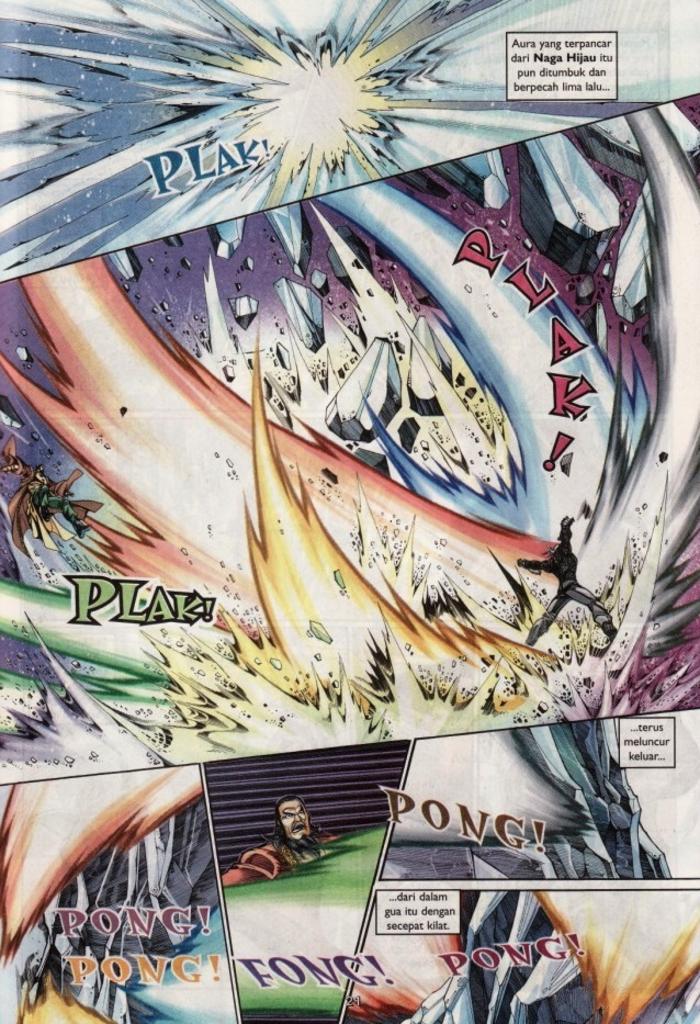 Aura yang terpancar
dari Naga Hijau itu
pun ditumbuk dan
berpecah lima lalu...
PLAK!
PLAK!
PLAK!
...terus
meluncur
keluar...
PONG!
PONG!
PONG!
FONG!
...dari dalam
gua itu dengan
secepat kilat.
PONG!
21